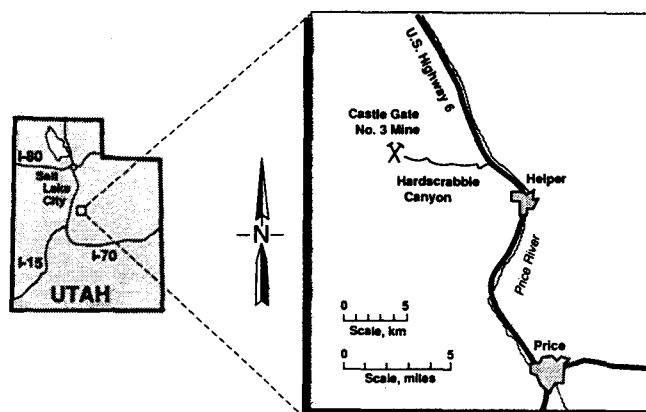 I-80
Salt
Lake
City
I-15
I-70
UTAH
N
U.S. Highway 6
Castle Gate
No. 3 Mine
Hardscrabble
Canyon
Helper
Price River
0 5
Scale, km
0 5
Scale, miles
Price